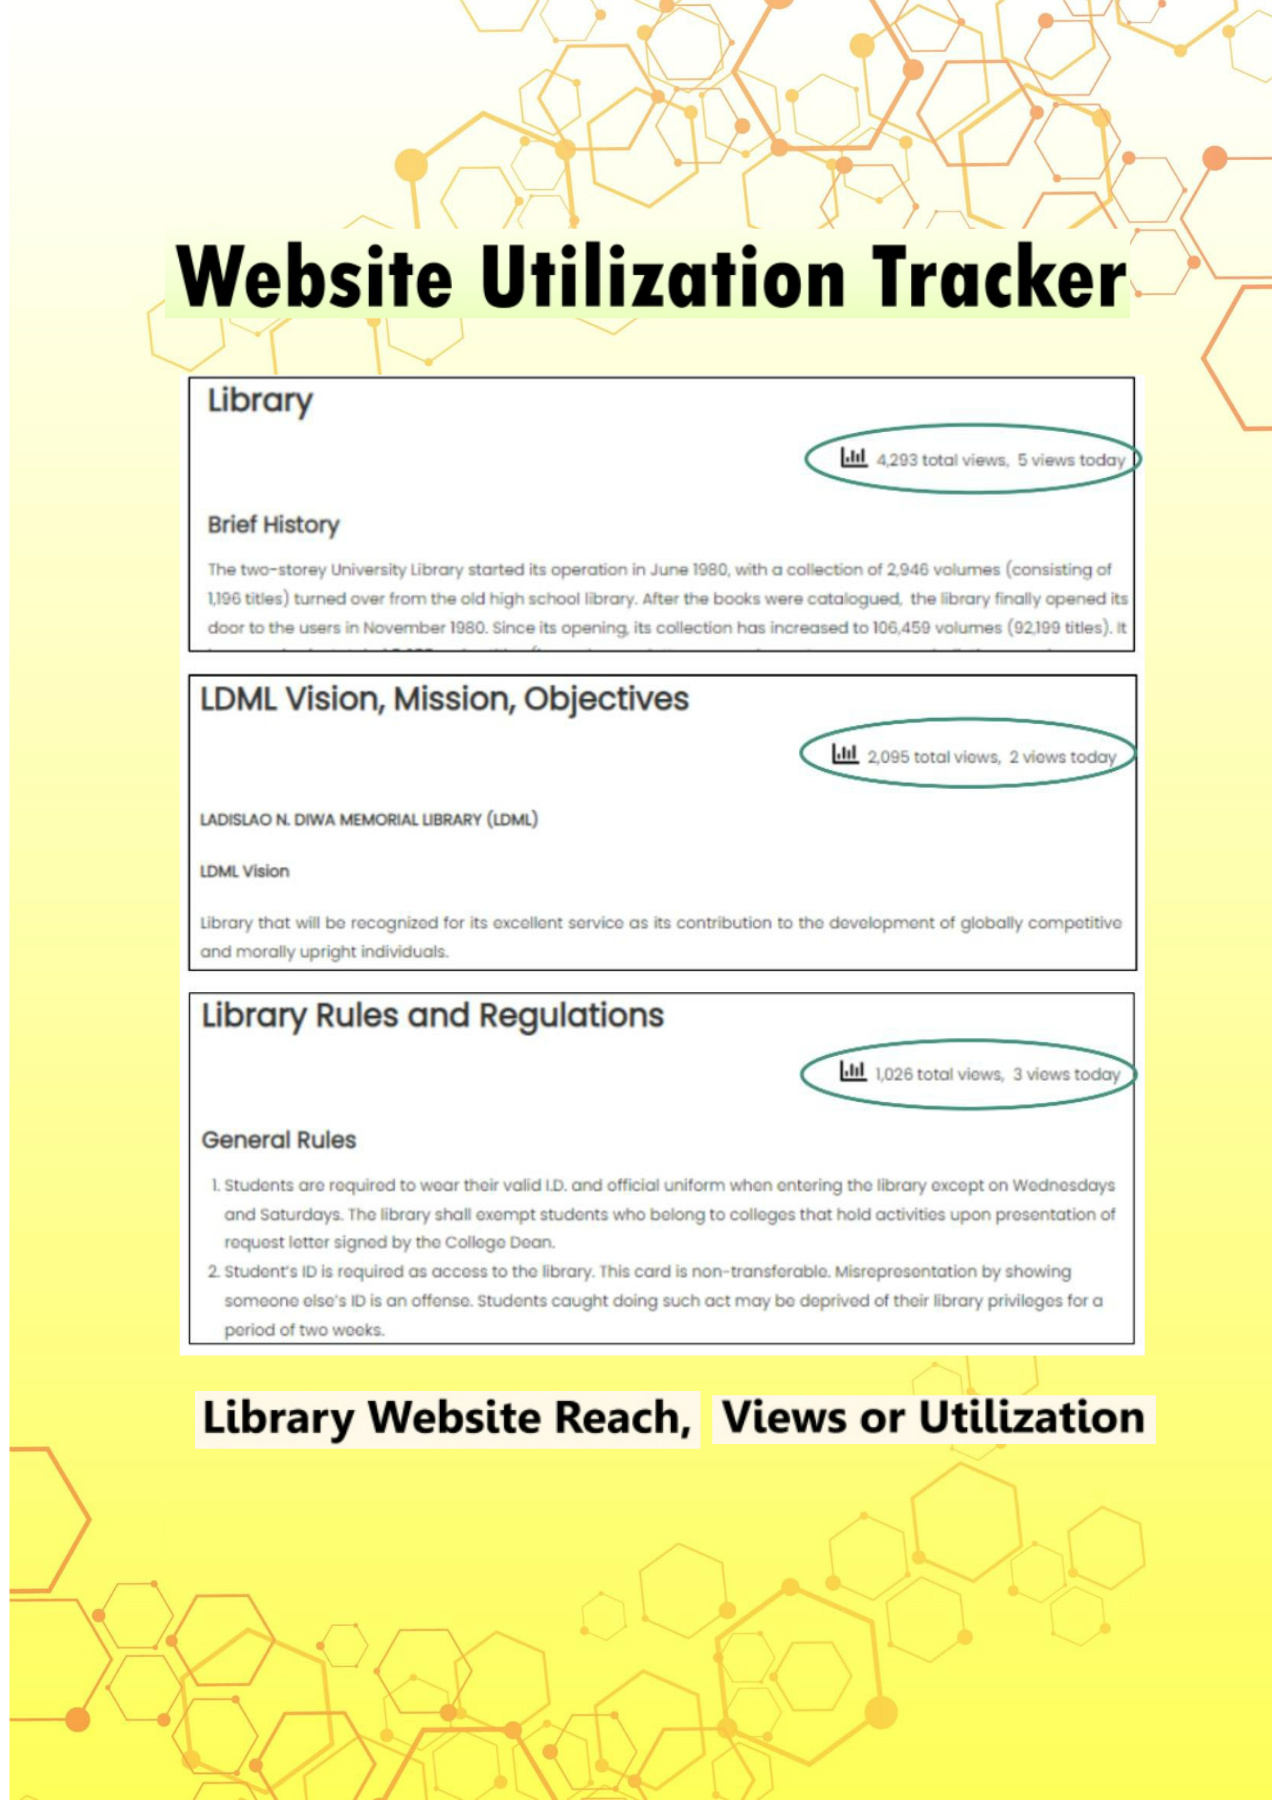 Website Utilization Tracker
Library
4,293 total views, 5 views today
Brief History
The two-storey University Library started its operation in June 1980, with a collection of 2,946 volumes (consisting of
1,196 titles) turned over from the old high school library. After the books were catalogued, the library finally opened its
door to the users in November 1980. Since its opening, its collection has increased to 106,459 volumes (92,199 titles). It
LDML Vision, Mission, Objectives
2,095 total views, 2 views today
LADISLAO N. DIWA MEMORIAL LIBRARY (LDML)
LDML Vision
Library that will be recognized for its excellent service as its contribution to the development of globally competitive
and morally upright individuals.
Library Rules and Regulations
1,026 total views, 3 views today
General Rules
1. Students are required to wear their valid I.D. and official uniform when entering the library except on Wednesdays
and Saturdays. The library shall exempt students who belong to colleges that hold activities upon presentation of
request letter signed by the College Dean.
2. Student's ID is required as access to the library. This card is non-transferable. Misrepresentation by showing
someone else's ID is an offense. Students caught doing such act may be deprived of their library privileges for a
period of two weeks.
Library Website Reach, Views or Utilization